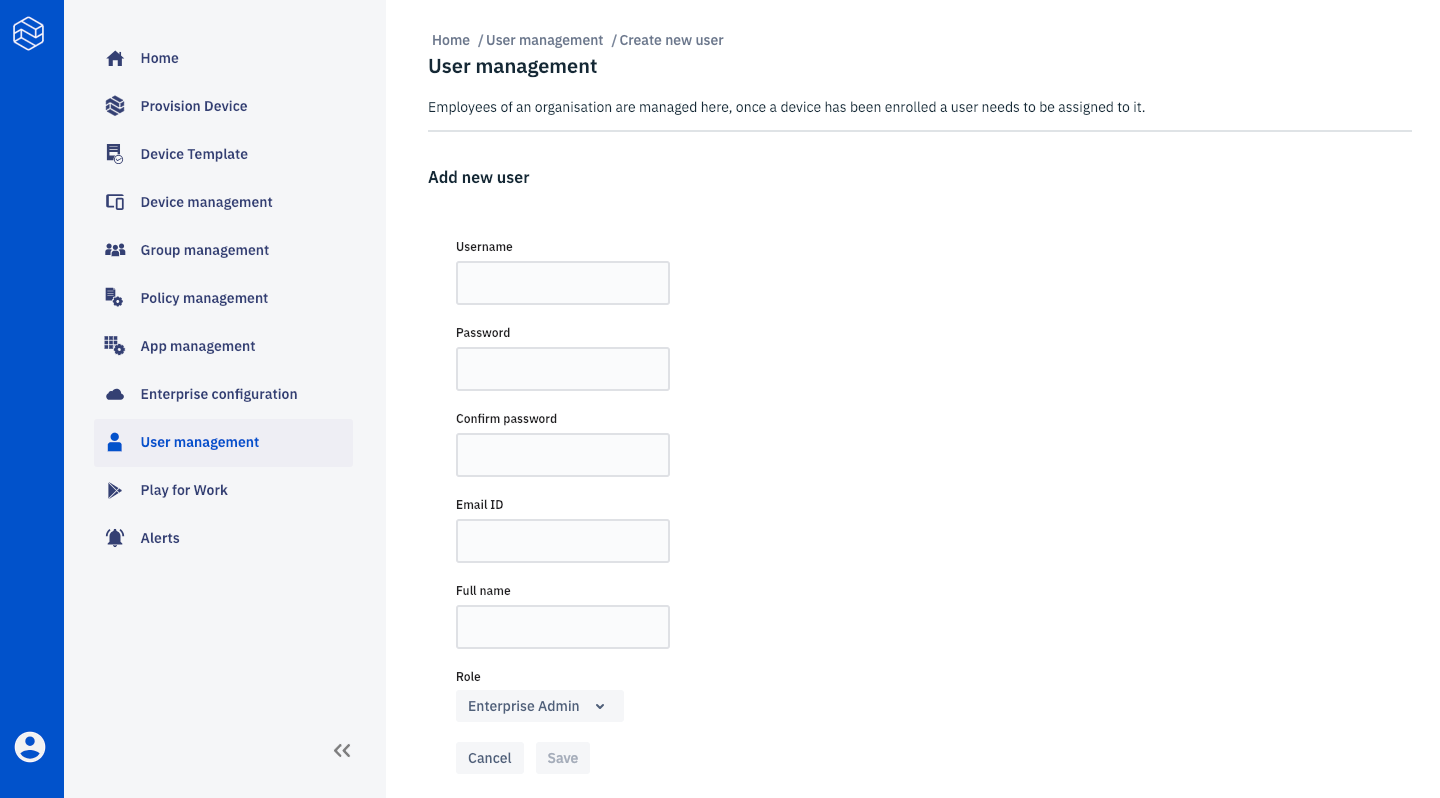 Home
Provision Device
Device Template
Device management
Group management
Policy management
App management
Enterprise configuration
User management
Play for Work
Alerts
Home / User management / Create new user
User management
Employees of an organisation are managed here, once a device has been enrolled a user needs to be assigned to it.
Add new user
Username
Password
Confirm password
Email ID
Full name
Role
Enterprise Admin
Cancel Save